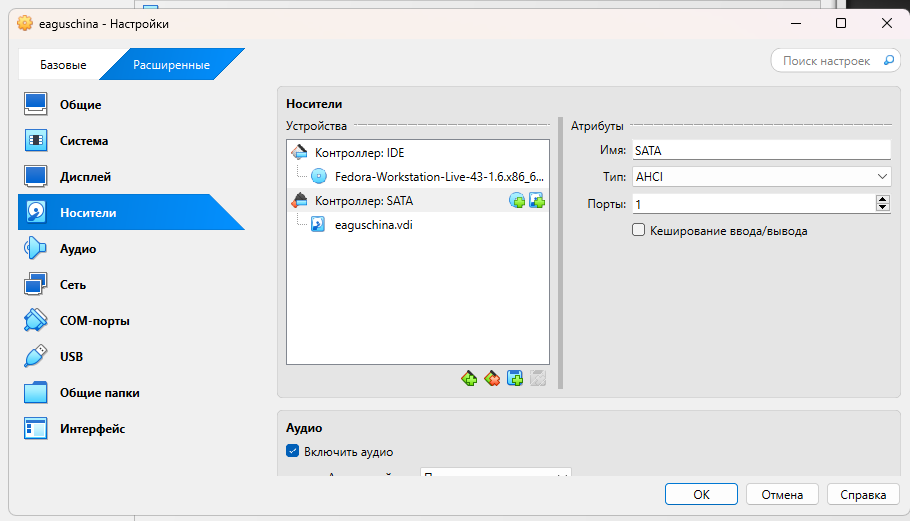 eaguschina - Настройки
Базовые
Расширенные
Поиск настроек
Общие
Система
Дисплей
Носители
Аудио
Сеть
COM-порты
USB
Общие папки
Интерфейс
Носители
Устройства
Контроллер: IDE
Fedora-Workstation-Live-43-1.6.x86_6...
Контроллер: SATA
eaguschina.vdi
Атрибуты
Имя: SATA
Тип: AHCI
Порты: 1
Кеширование ввода/вывода
Аудио
Включить аудио
OK
Отмена
Справка